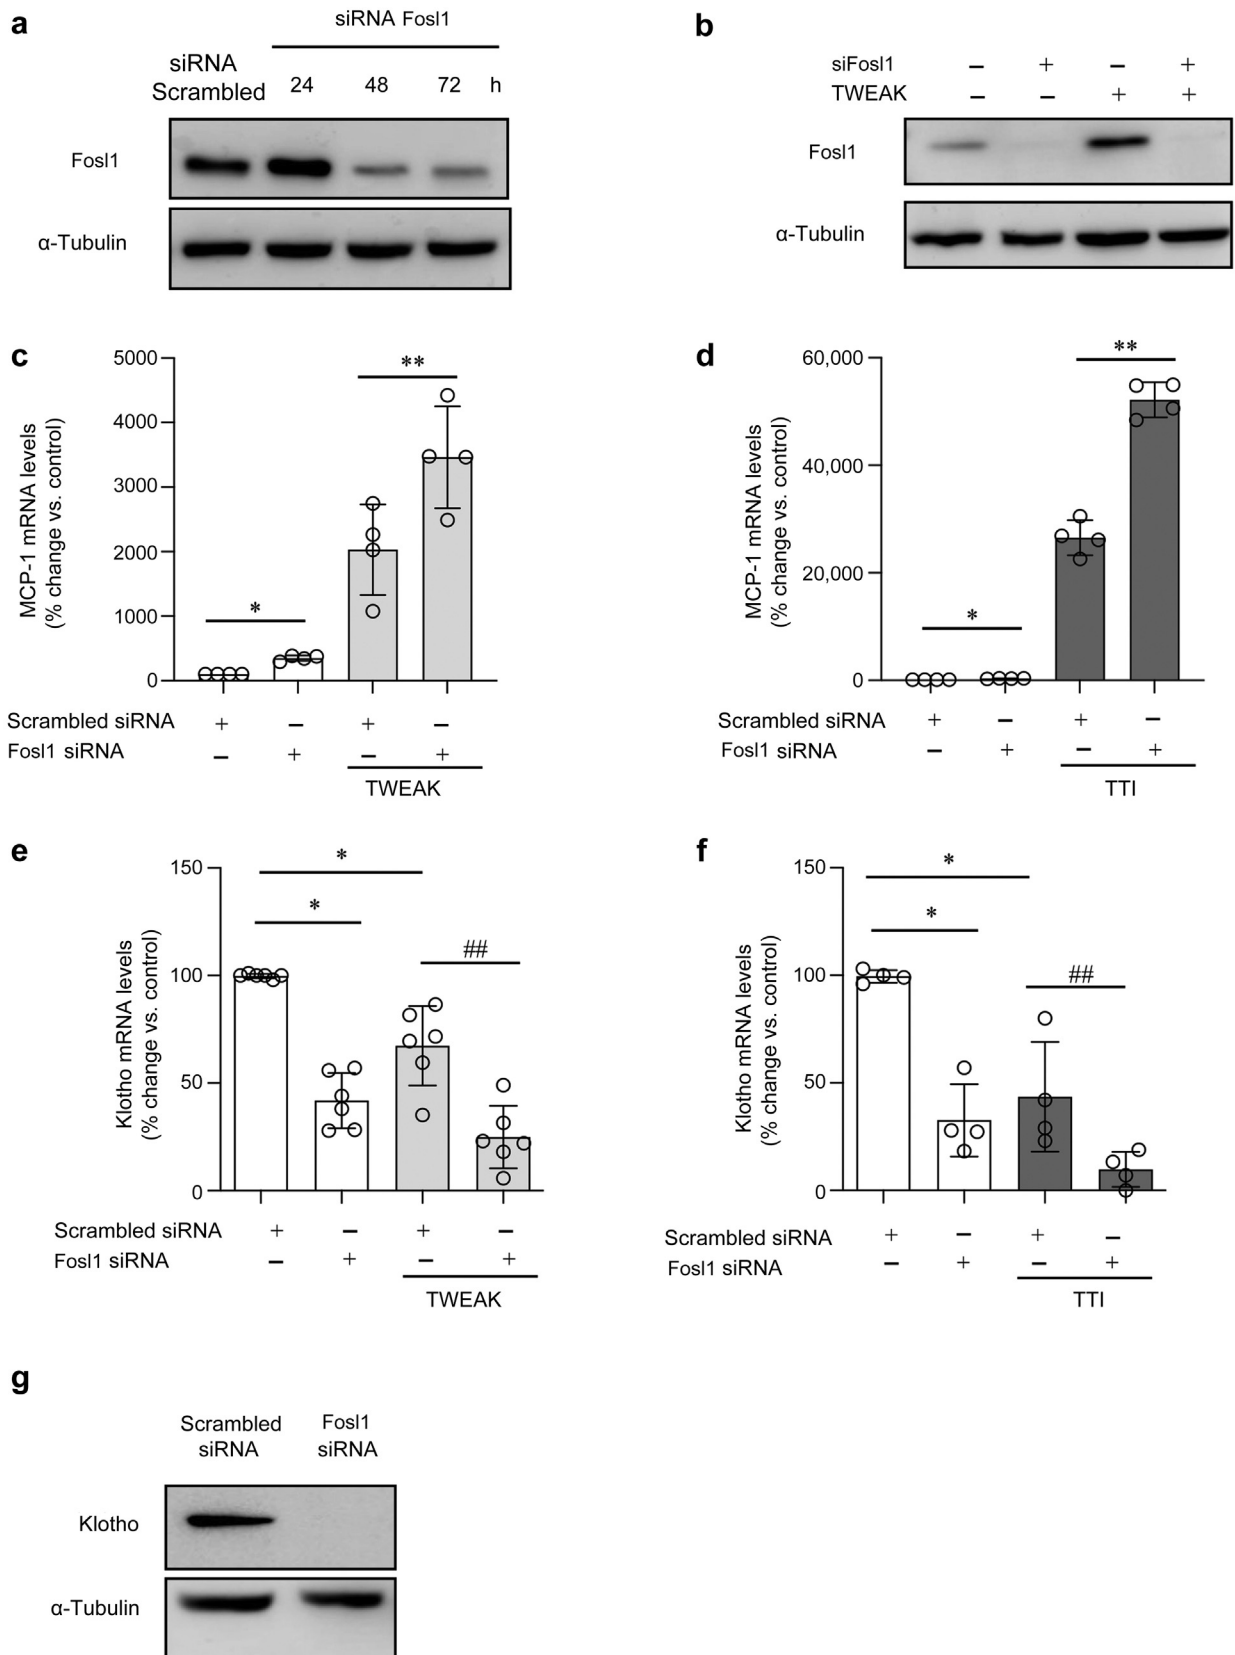 a
siRNA Fosl1
siRNA
Scrambled 24 48 72 h
Fosl1
α-Tubulin
b
siFosl1 – + – +
TWEAK – – + +
Fosl1
α-Tubulin
c
MCP-1 mRNA levels
(% change vs. control)
5000
4000
3000
2000
1000
0
*
**
Scrambled siRNA + – + –
Fosl1 siRNA – + – +
TWEAK
d
MCP-1 mRNA levels
(% change vs. control)
60,000
40,000
20,000
0
*
**
Scrambled siRNA + – + –
Fosl1 siRNA – + – +
TTI
e
Klotho mRNA levels
(% change vs. control)
150
100
50
0
*
*
##
Scrambled siRNA + – + –
Fosl1 siRNA – + – +
TWEAK
f
Klotho mRNA levels
(% change vs. control)
150
100
50
0
*
*
##
Scrambled siRNA + – + –
Fosl1 siRNA – + – +
TTI
g
Scrambled Fosl1
siRNA siRNA
Klotho
α-Tubulin